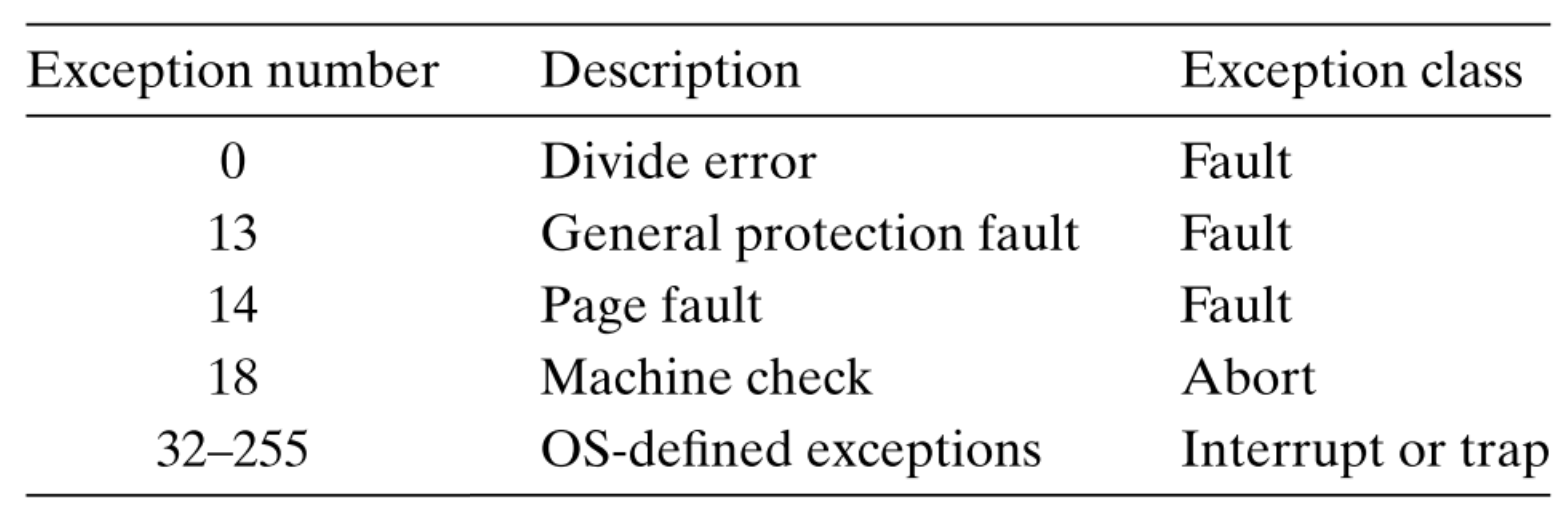 Exception number Description Exception class
0 Divide error Fault
13 General protection fault Fault
14 Page fault Fault
18 Machine check Abort
32–255 OS-defined exceptions Interrupt or trap